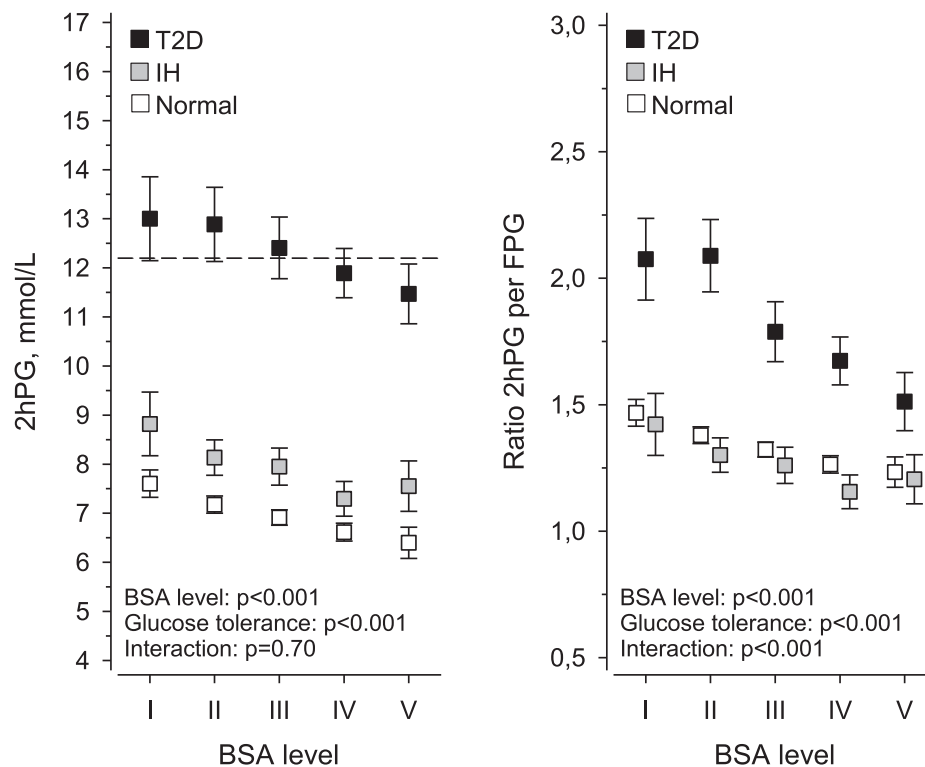 17
16
15
14
13
12
11
10
9
8
7
6
5
4
2hPG, mmol/L
T2D
IH
Normal
BSA level: p<0.001
Glucose tolerance: p<0.001
Interaction: p=0.70
I II III IV V
BSA level
3,0
2,5
2,0
1,5
1,0
0,5
Ratio 2hPG per FPG
T2D
IH
Normal
BSA level: p<0.001
Glucose tolerance: p<0.001
Interaction: p<0.001
I II III IV V
BSA level